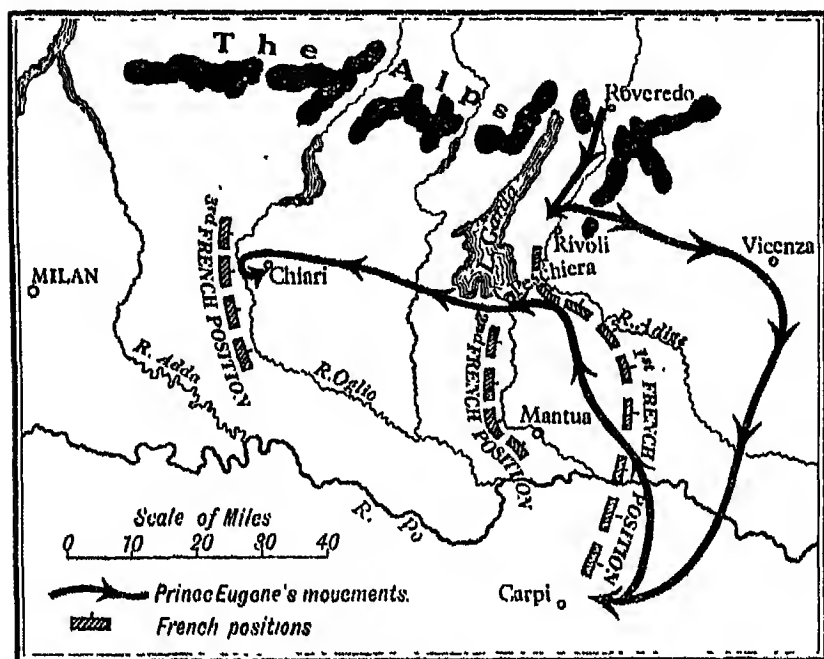 The
Alps
Roveredo
Garda
Rivoli
Vicenza
3rd FRENCH POSITION
Chiari
chiera
MILAN
R. Adige
1st FRENCH POSITION
2nd FRENCH POSITION
R. Adda
R. Oglio
Mantua
R. Po
Scale of Miles
0 10 20 30 40
Prince Eugene's movements.
Carpi
French positions